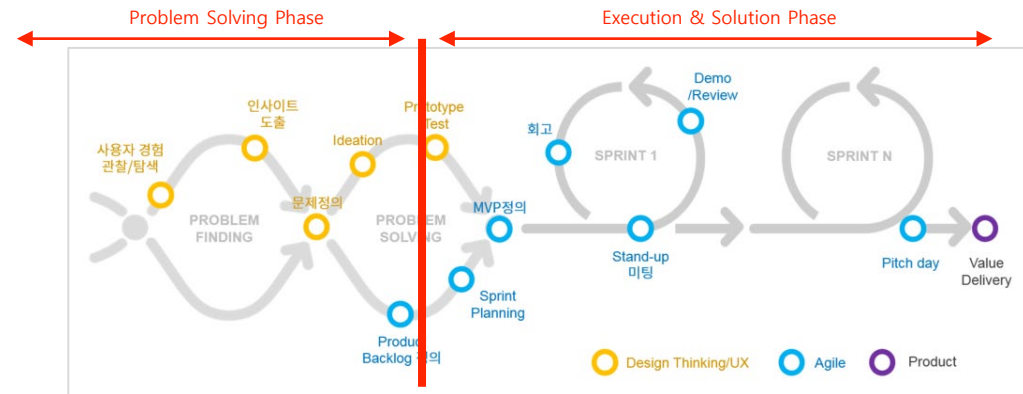 Problem Solving Phase
Execution & Solution Phase
사용자 경험
관찰/탐색
인사이트
도출
Ideation
Prototype
Test
문제정의
PROBLEM
FINDING
PROBLEM
SOLVING
MVP정의
Sprint
Planning
Product
Backlog 정의
회고
Demo
/Review
SPRINT 1
Stand-up
미팅
SPRINT N
Pitch day
Value
Delivery
Design Thinking/UX
Agile
Product